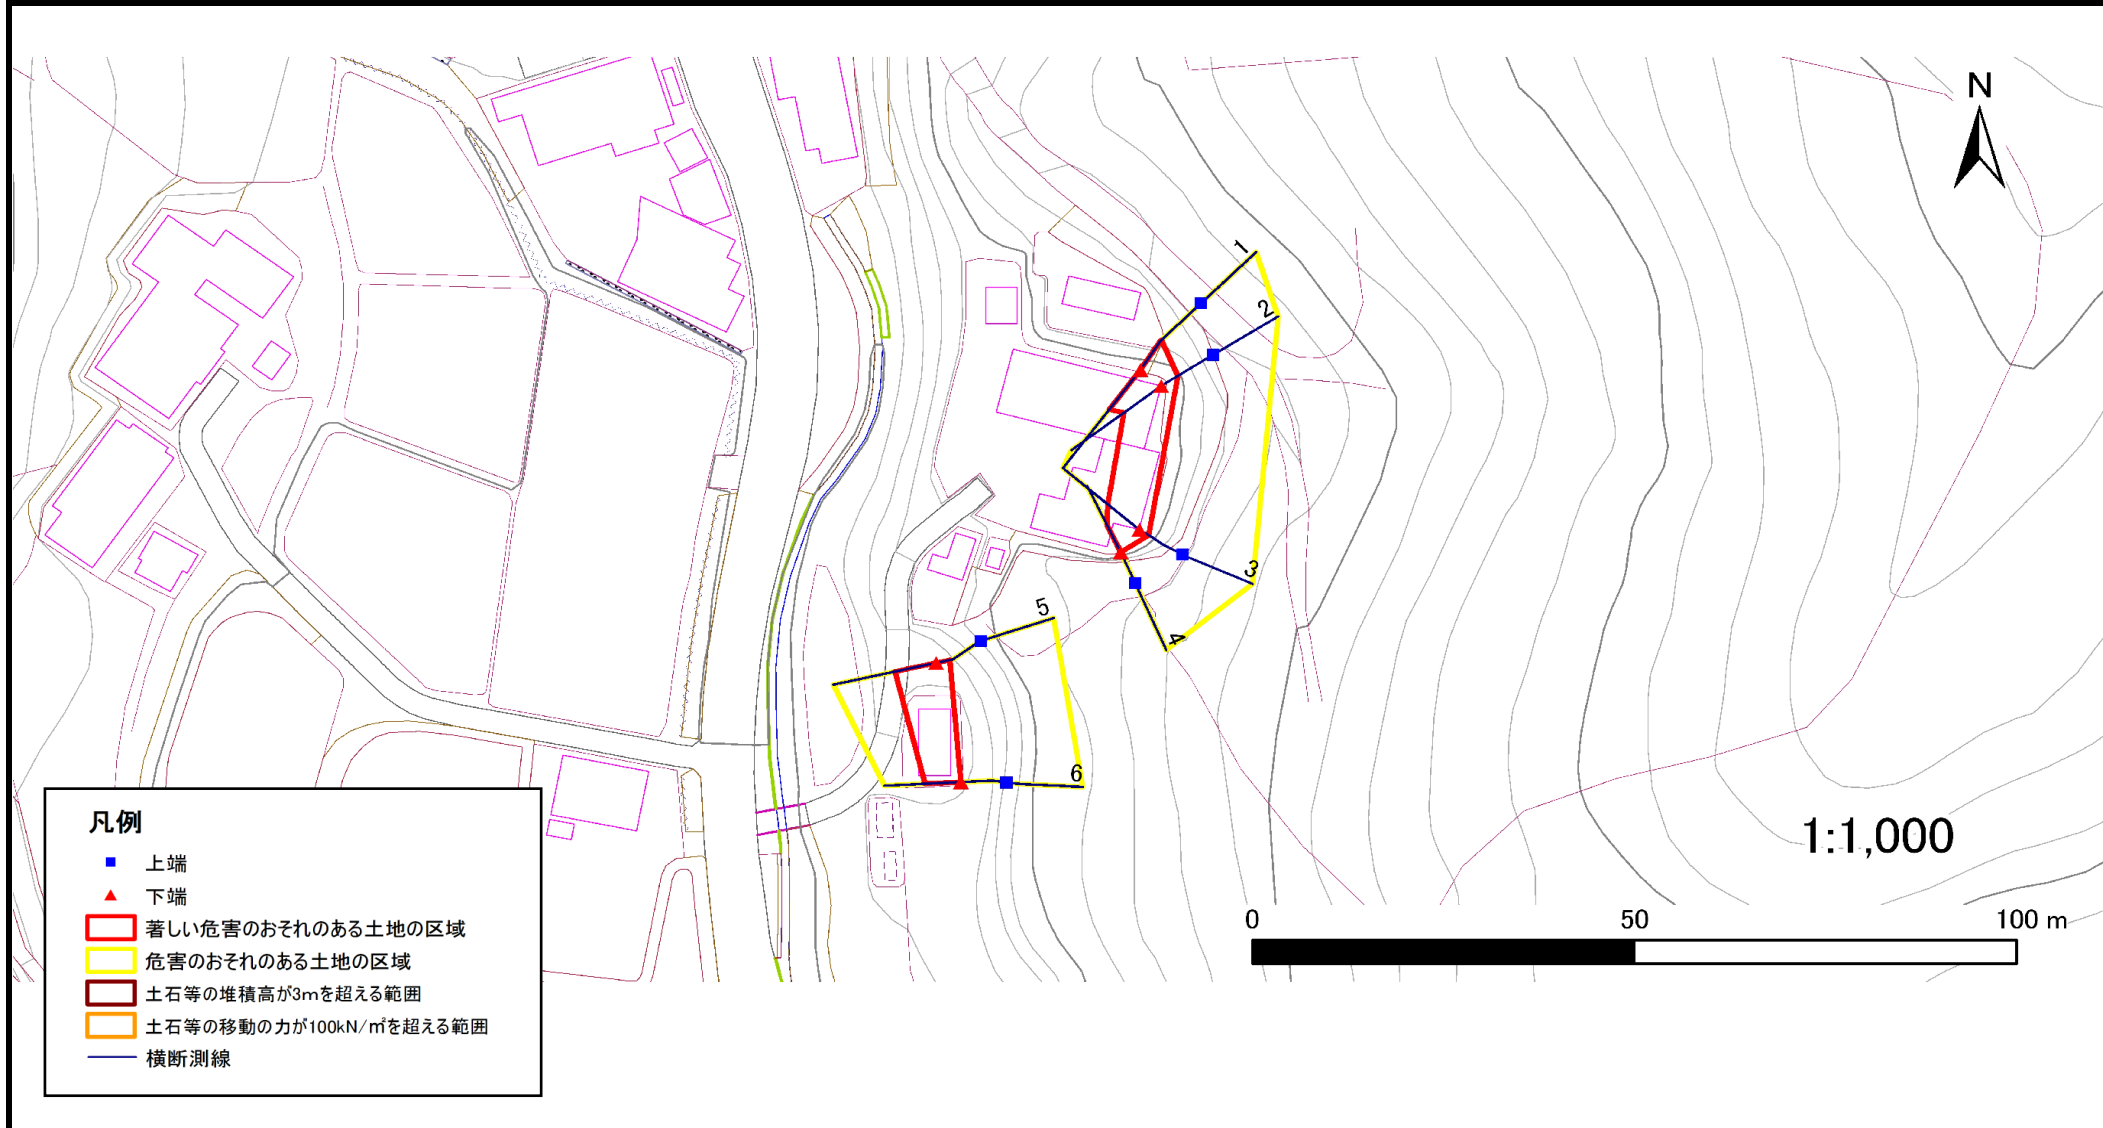 N
1
2
3
4
5
6
凡例
上端
下端
著しい危害のおそれのある土地の区域
危害のおそれのある土地の区域
土石等の堆積高が3mを超える範囲
土石等の移動の力が100kN/㎡を超える範囲
横断測線
1:1,000
0 50 100 m